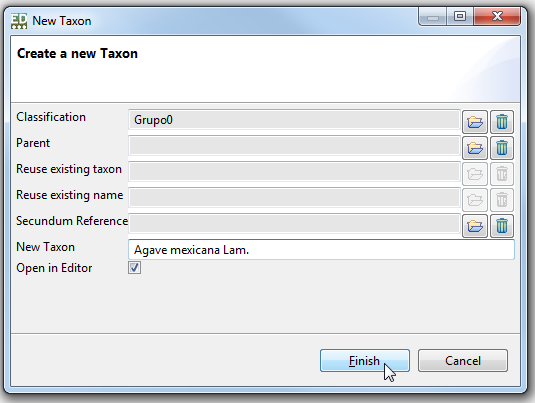 ED New Taxon
Create a new Taxon
Classification Grupo0
Parent
Reuse existing taxon
Reuse existing name
Secundum Reference
New Taxon Agave mexicana Lam.
Open in Editor
Finish Cancel